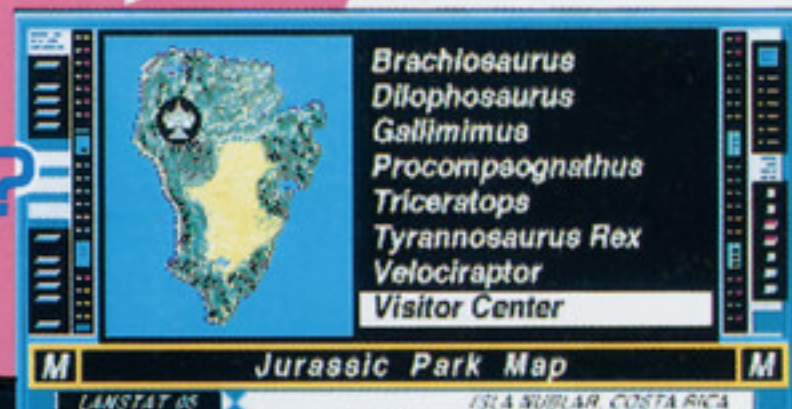 ?
Brachiosaurus
Dilophosaurus
Gallimimus
Procompsognathus
Triceratops
Tyrannosaurus Rex
Velociraptor
Visitor Center
M Jurassic Park Map M
LANSTAT 05 ISLA NUBLAR, COSTA RICA